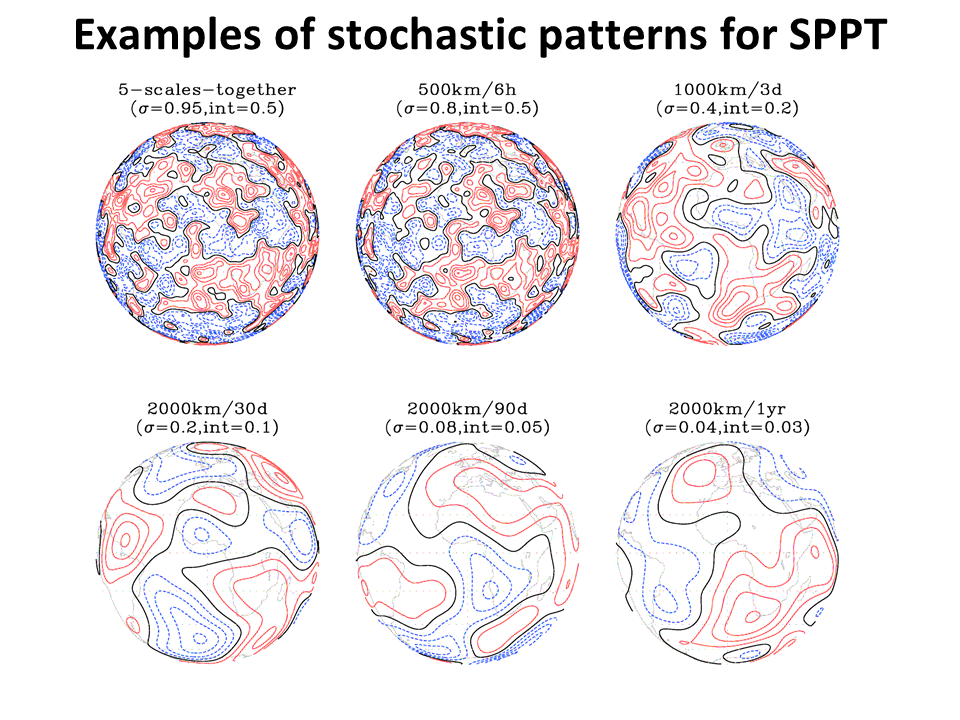 Examples of stochastic patterns for SPPT
5-scales-together
(σ=0.95,int=0.5)
500km/6h
(σ=0.8,int=0.5)
1000km/3d
(σ=0.4,int=0.2)
2000km/30d
(σ=0.2,int=0.1)
2000km/90d
(σ=0.08,int=0.05)
2000km/1yr
(σ=0.04,int=0.03)